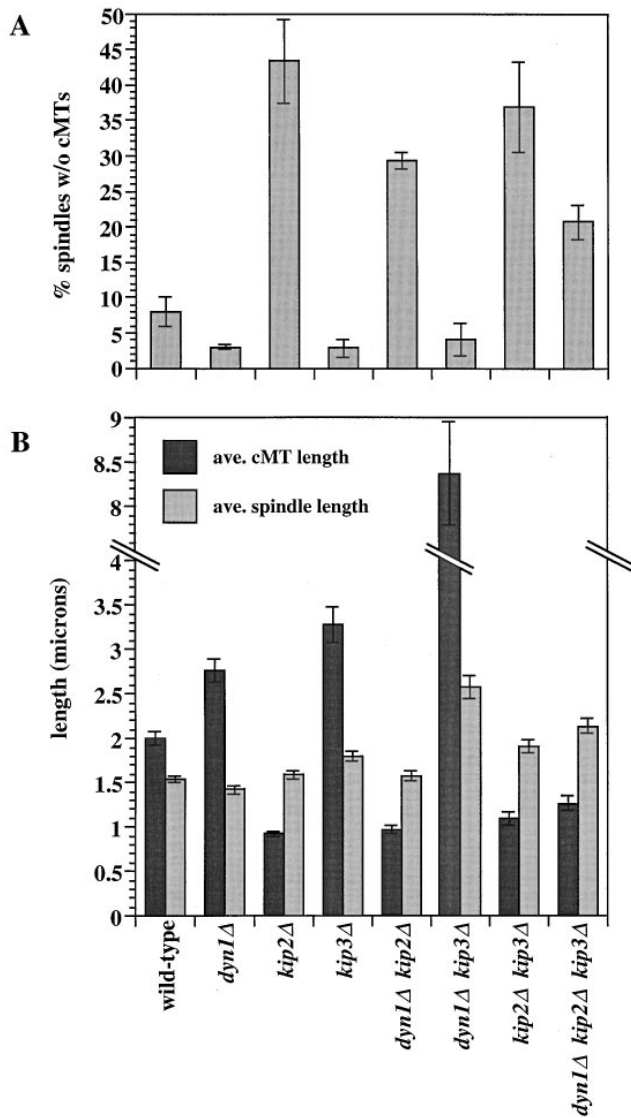 A
% spindles w/o cMTs
50
45
40
35
30
25
20
15
10
5
0
B
length (microns)
9
8.5
8
4
3.5
3
2.5
2
1.5
1
0.5
0
ave. cMT length
ave. spindle length
wild-type
dyn1Δ
kip2Δ
kip3Δ
dyn1Δ kip2Δ
dyn1Δ kip3Δ
kip2Δ kip3Δ
dyn1Δ kip2Δ kip3Δ